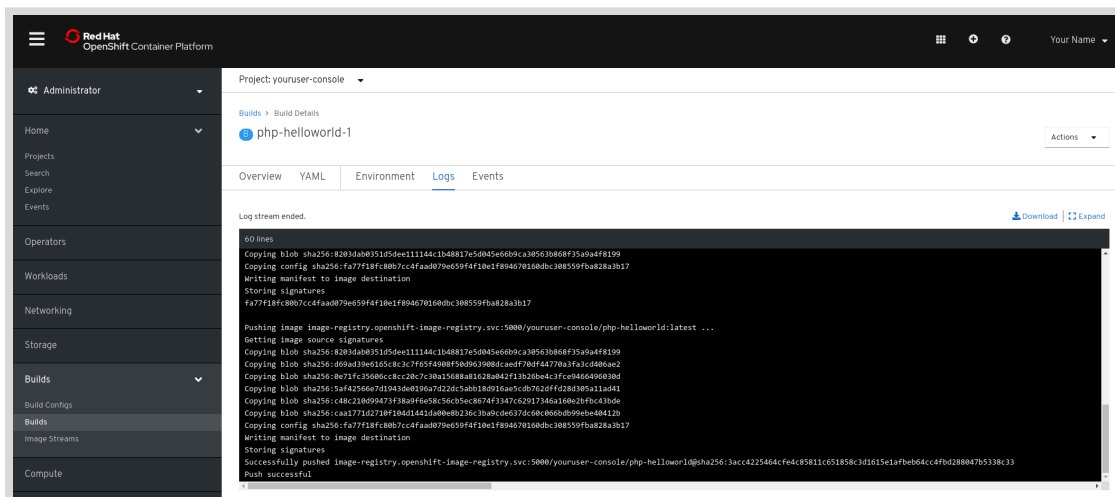 Red Hat
OpenShift Container Platform
Your Name
Administrator
Home
Projects
Search
Explore
Events
Operators
Workloads
Networking
Storage
Builds
Build Configs
Builds
Image Streams
Compute
Project: youruser-console
Builds > Build Details
B php-helloworld-1
Actions
Overview YAML Environment Logs Events
Log stream ended.
Download Expand
60 lines
Copying blob sha256:8203dab0351d5dee111144c1b48817e5d045e66b9ca30563b868f35a9a4f8199
Copying config sha256:fa77f18fc80b7cc4faad079e659f4f10e1f894670160dbc308559fba828a3b17
Writing manifest to image destination
Storing signatures
fa77f18fc80b7cc4faad079e659f4f10e1f894670160dbc308559fba828a3b17
Pushing image image-registry.openshift-image-registry.svc:5000/youruser-console/php-helloworld:latest ...
Getting image source signatures
Copying blob sha256:8203dab0351d5dee111144c1b48817e5d045e66b9ca30563b868f35a9a4f8199
Copying blob sha256:d69ad39e6165c8c3c7f65f4908f50d963908dcaedf70df44770a3fa3cd406ae2
Copying blob sha256:0e71fc35606cc8cc20c7c30a15688a81628a042f13b26be4c3fce9466496030d
Copying blob sha256:5af42566e7d1943de0196a7d22dc5abb18d916ae5cdb762dffd28d305a11ad41
Copying blob sha256:c48c210d99473f38a9f6e58c56cb5ec8674f3347c62917346a160e2bfbc43bde
Copying blob sha256:caa1771d2710f104d1441da00e8b236c3ba9cde637dc60c066bdb99ebe40412b
Copying config sha256:fa77f18fc80b7cc4faad079e659f4f10e1f894670160dbc308559fba828a3b17
Writing manifest to image destination
Storing signatures
Successfully pushed image-registry.openshift-image-registry.svc:5000/youruser-console/php-helloworld@sha256:3acc4225464cfe4c85811c651858c3d1615e1afbeb64cc4fbd288047b5338c33
Push successful